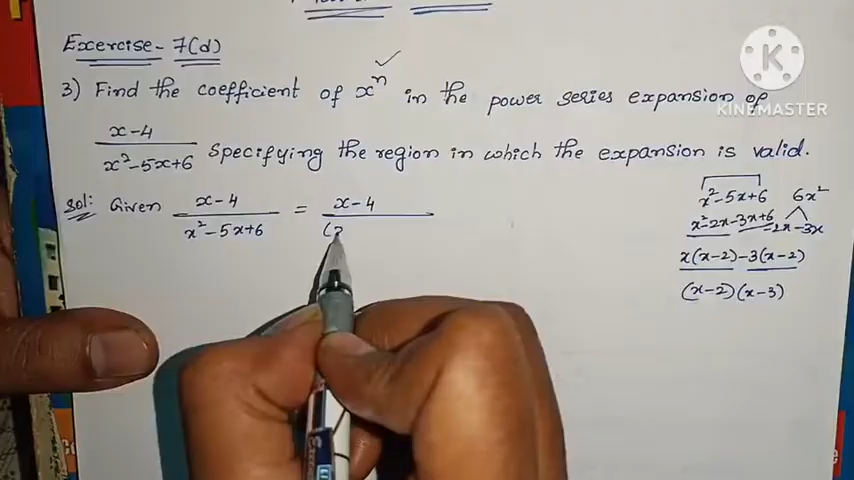 Exercise - 7(d)
3) Find the coefficient of xⁿ in the power series expansion of
x-4 / x²-5x+6 specifying the region in which the expansion is valid.
Sol: Given x-4 / x²-5x+6 = x-4 / (
x²-5x+6 6x²
x²-2x-3x+6 -2x -3x
x(x-2)-3(x-2)
(x-2)(x-3)
K
KINEMASTER